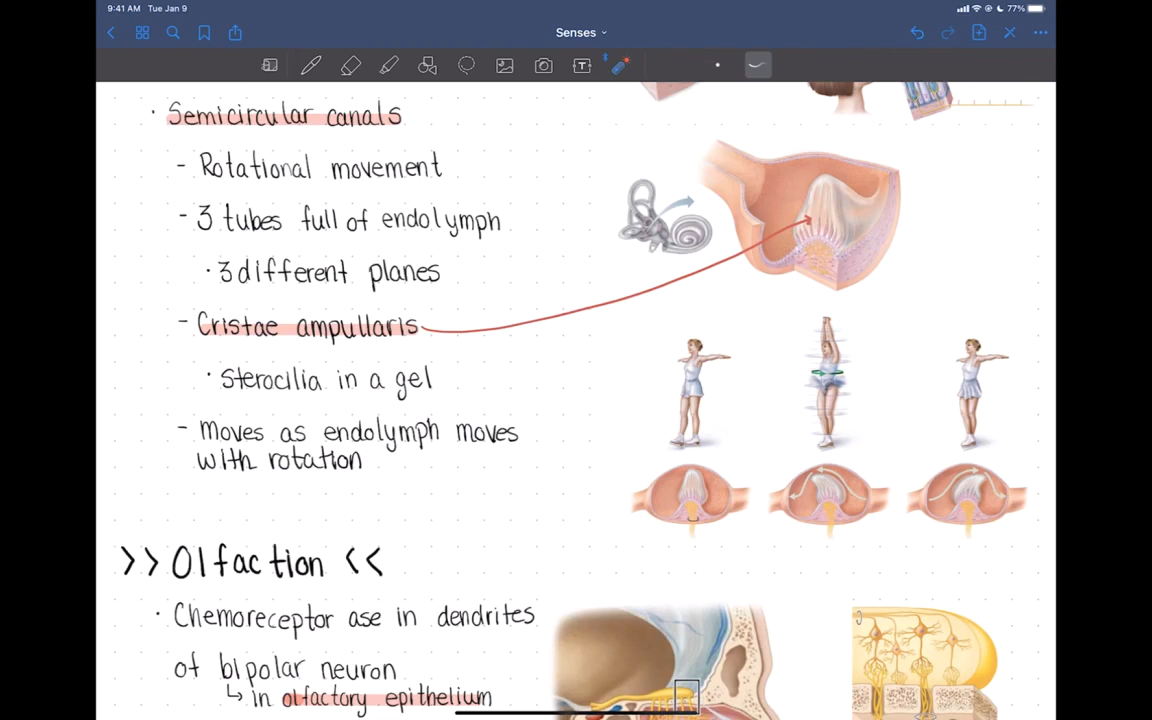 9:41 AM Tue Jan 9
77%
Senses
· Semicircular canals
- Rotational movement
- 3 tubes full of endolymph
· 3 different planes
- Cristae ampullaris
· Sterocilia in a gel
- Moves as endolymph moves
with rotation
>> Olfaction <<
· Chemoreceptor ase in dendrites
of bipolar neuron
↳ in olfactory epithelium